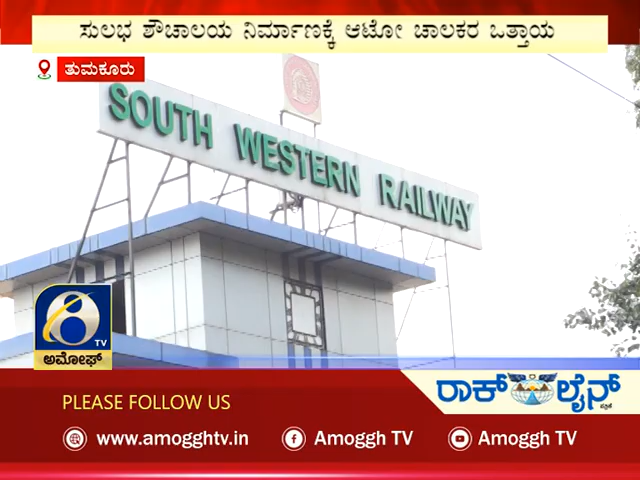 ಸುಲಭ ಶೌಚಾಲಯ ನಿರ್ಮಾಣಕ್ಕೆ ಆಟೋ ಚಾಲಕರ ಒತ್ತಾಯ
ತುಮಕೂರು
SOUTH WESTERN RAILWAY
TV
ಅಮೋಘ್
PLEASE FOLLOW US
ರಾಕ್ ಲೈನ್
www.amogghtv.in
Amoggh TV
Amoggh TV